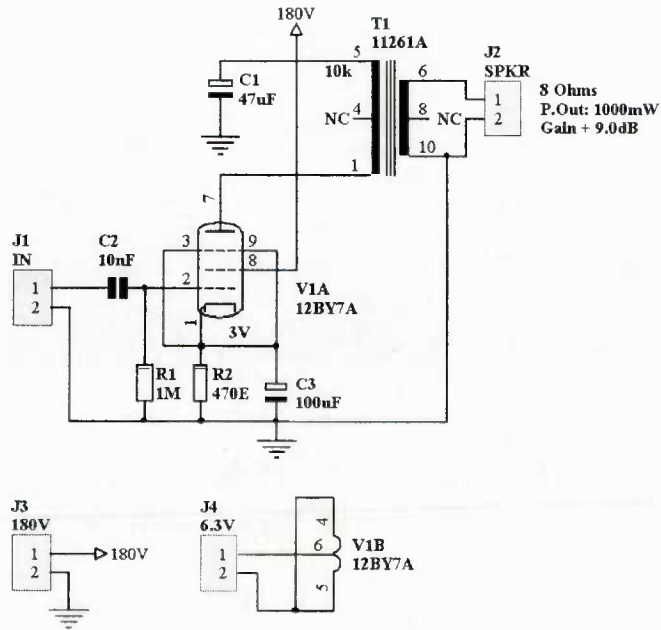 180V
T1
11261A
J2
SPKR
5
10k
6
C1
47uF
NC
4
8
NC
1
2
8 Ohms
P.Out: 1000mW
Gain + 9.0dB
1
10
7
J1
IN
C2
10nF
3
9
8
1
2
2
V1A
12BY7A
1
3V
R1
1M
R2
470E
C3
100uF
J3
180V
1
2
180V
J4
6.3V
1
2
4
6
5
V1B
12BY7A